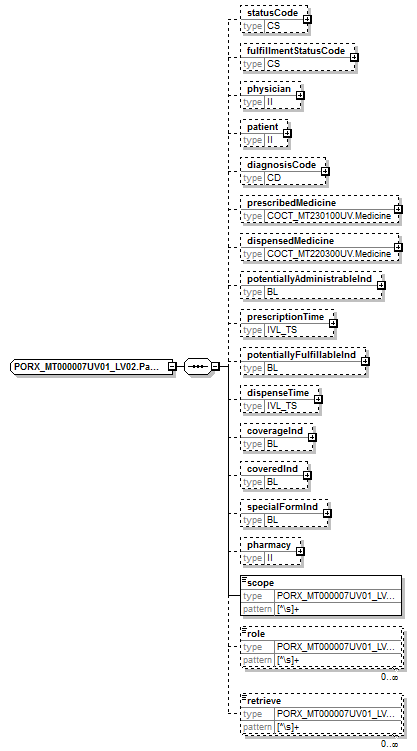 statusCode
type CS
fulfillmentStatusCode
type CS
physician
type II
patient
type II
diagnosisCode
type CD
prescribedMedicine
type COCT_MT230100UV.Medicine
dispensedMedicine
type COCT_MT220300UV.Medicine
potentiallyAdministrableInd
type BL
prescriptionTime
type IVL_TS
potentiallyFulfillableInd
type BL
PORX_MT000007UV01_LV02.Pa...
dispenseTime
type IVL_TS
coverageInd
type BL
coveredInd
type BL
specialFormInd
type BL
pharmacy
type II
scope
type PORX_MT000007UV01_LV...
pattern [^\s]+
role
type PORX_MT000007UV01_LV...
pattern [^\s]+
0..∞
retrieve
type PORX_MT000007UV01_LV...
pattern [^\s]+
0..∞